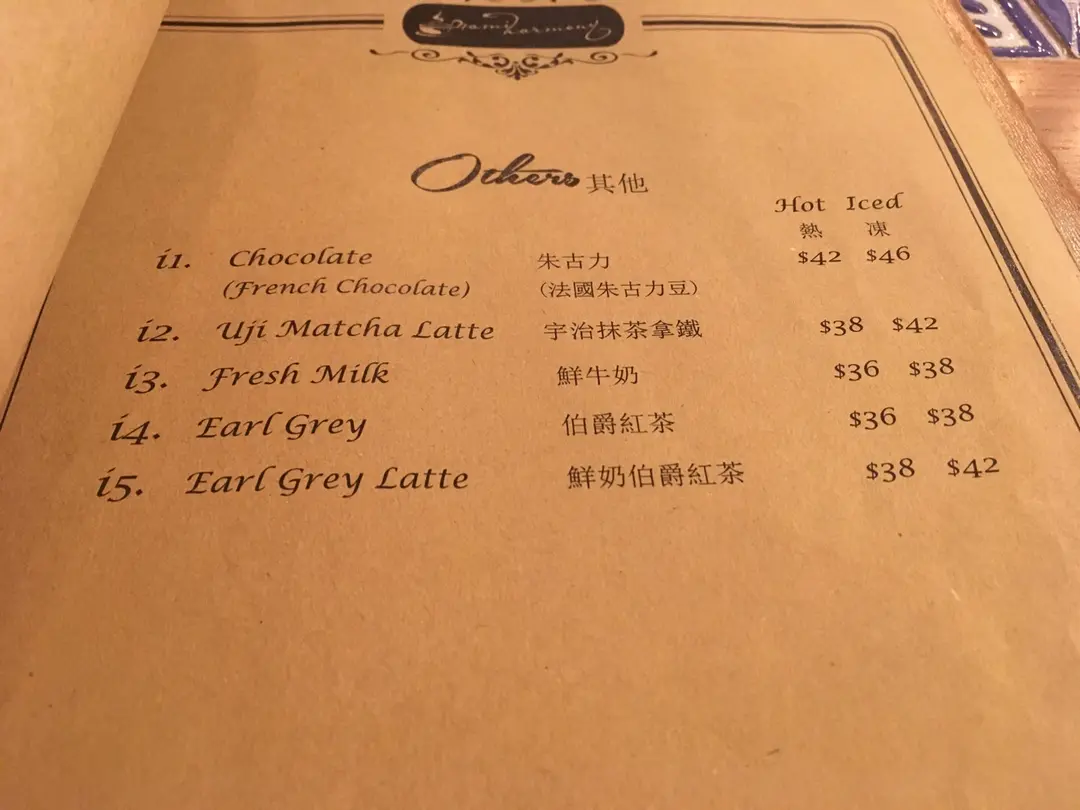 Others 其他
Hot Iced
熱 凍
i1. Chocolate 朱古力 $42 $46
(French Chocolate) (法國朱古力豆)
i2. Uji Matcha Latte 宇治抹茶拿鐵 $38 $42
i3. Fresh Milk 鮮牛奶 $36 $38
i4. Earl Grey 伯爵紅茶 $36 $38
i5. Earl Grey Latte 鮮奶伯爵紅茶 $38 $42